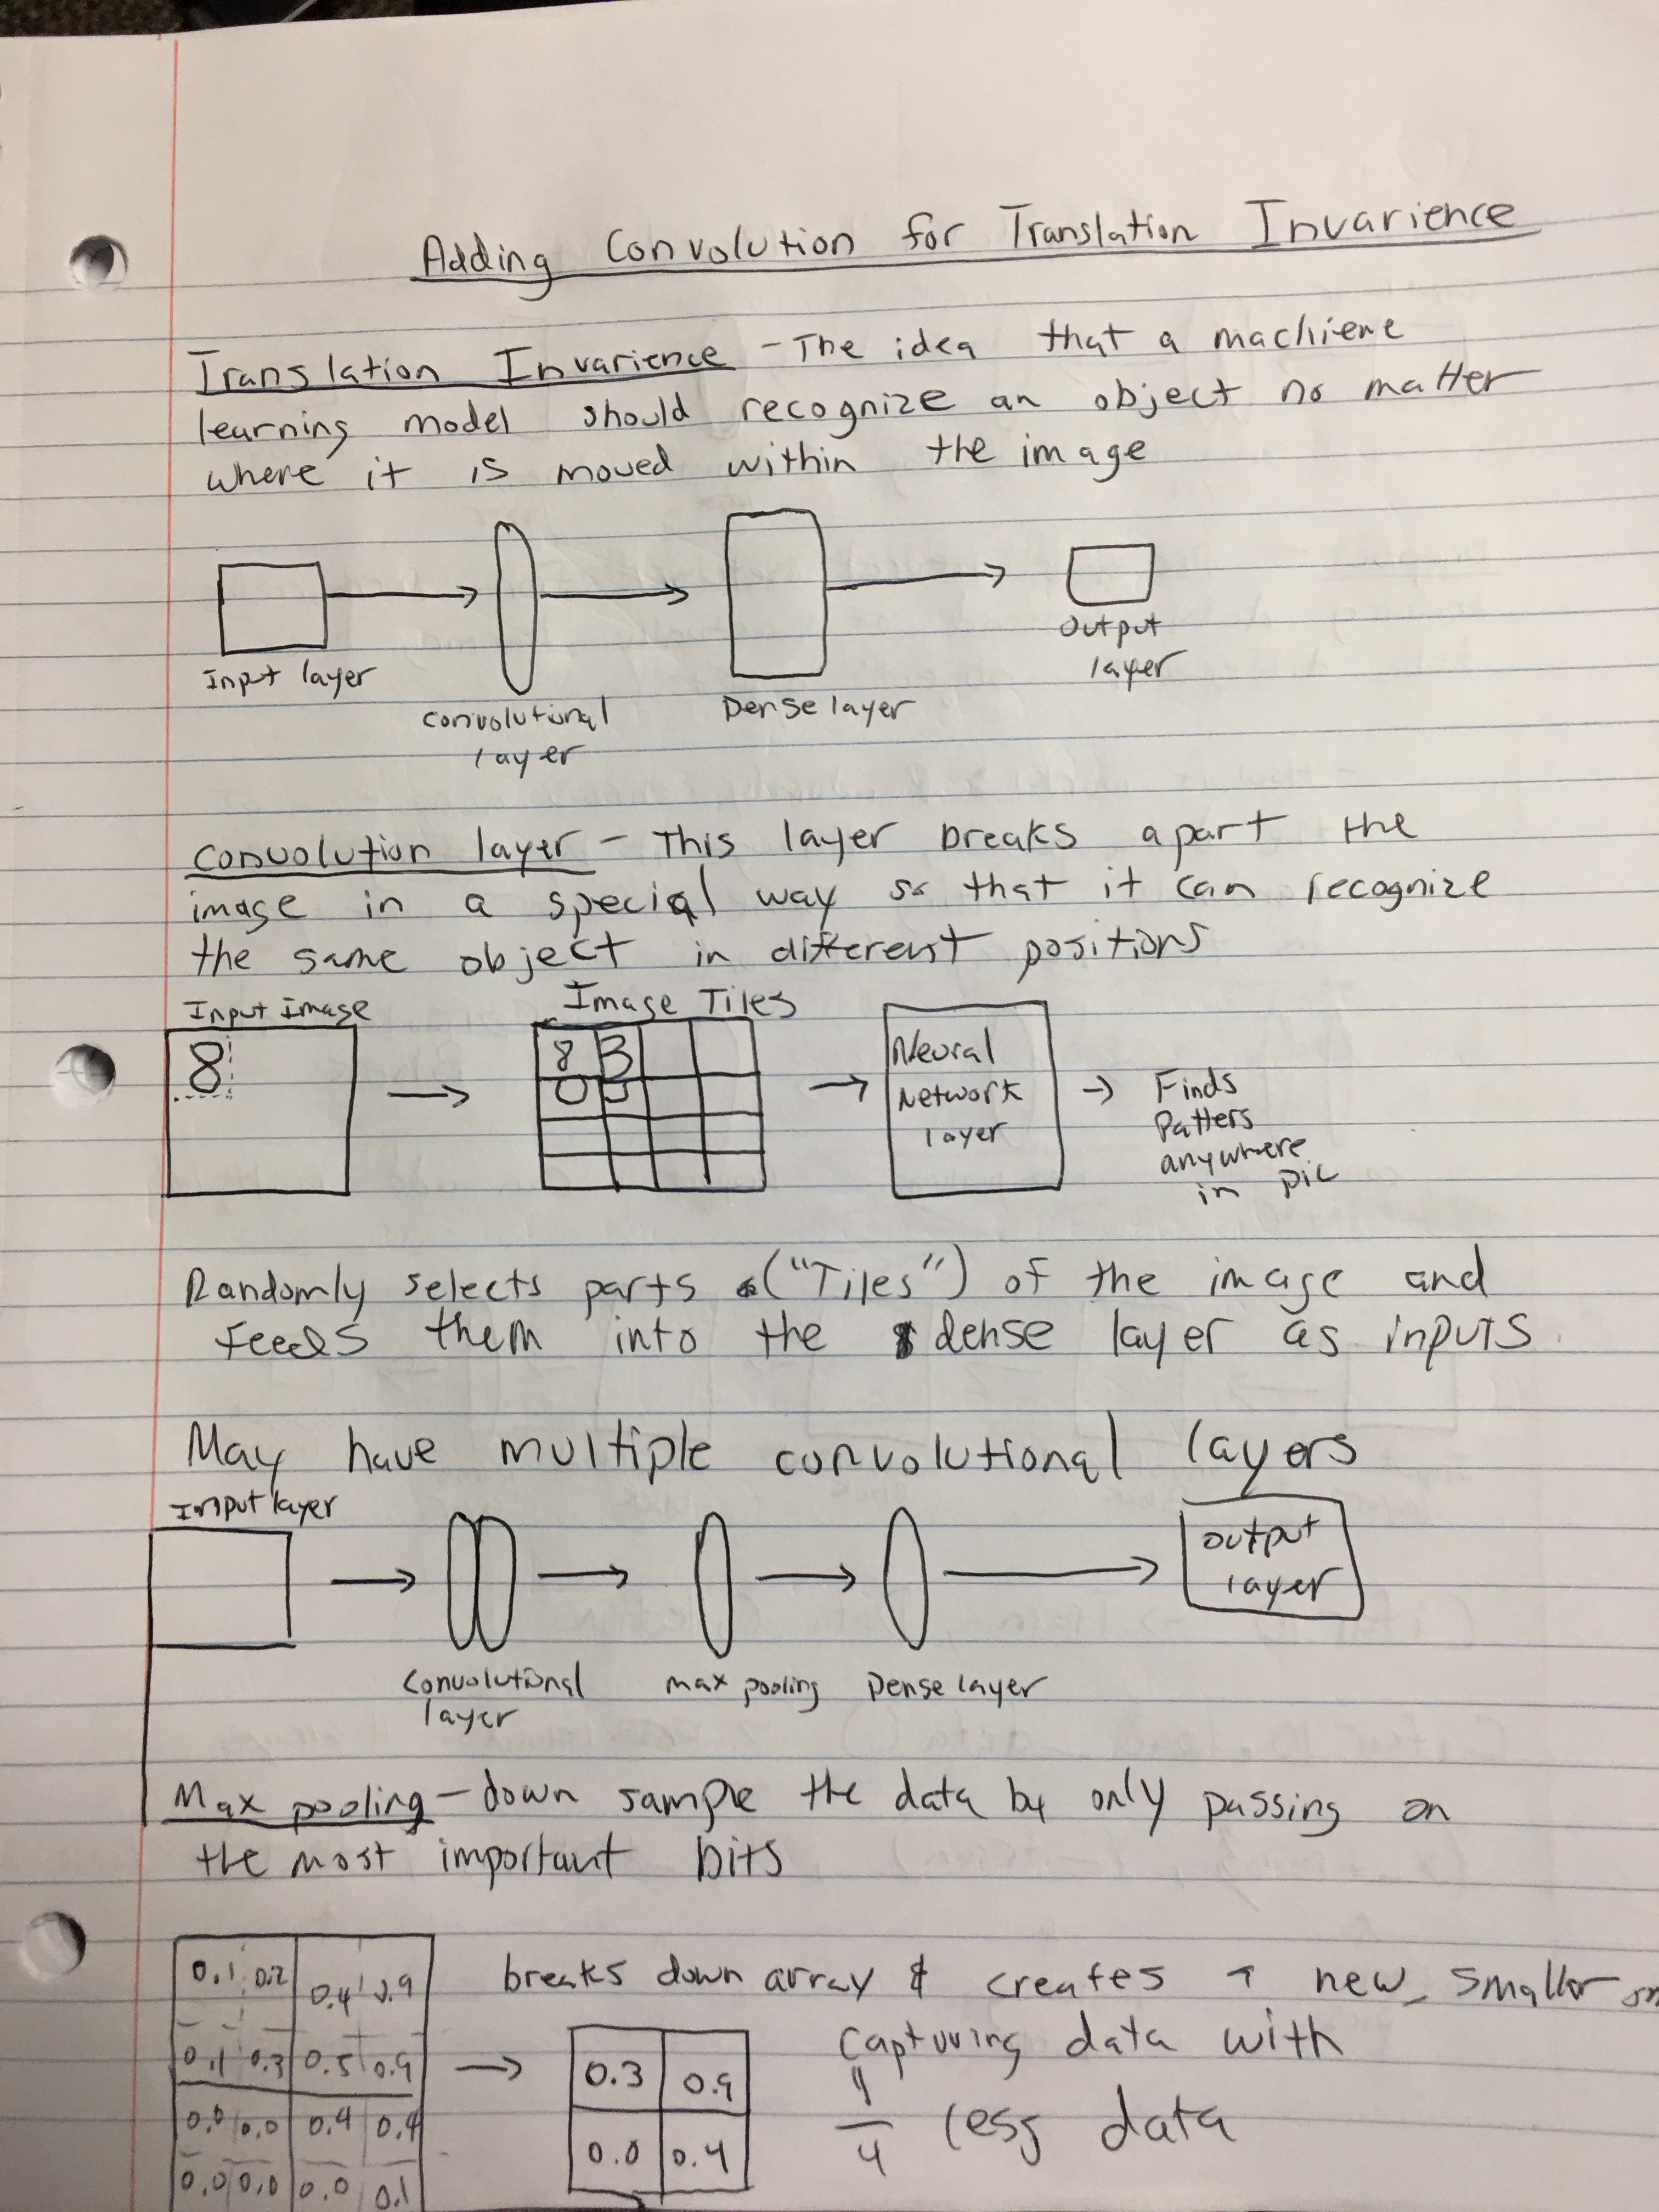 Adding Convolution for Translation Invarience
Translation Invarience - The idea that a machiene
learning model should recognize an object no matter
where it is moved within the image
Input layer
Convolutional
layer
Dense layer
Output
layer
Convolution layer - This layer breaks apart the
image in a special way so that it can recognize
the same object in different positions
Input image
Image Tiles
8
8 3
Neural
Network
layer
Finds
Patters
anywhere
in pic
Randomly selects parts ("Tiles") of the image and
feeds them into the dense layer as inputs
May have multiple convolutional layers
Input layer
Convolutional
layer
max pooling
Dense layer
output
layer
Max pooling - down sample the data by only passing on
the most important bits
0.1 0.2 0.4 0.9
0.1 0.3 0.5 0.9
0.0 0.0 0.4 0.4
0.0 0.0 0.0 0.1
0.3 0.9
0.0 0.4
breaks down array & creates a new smaller
Capturing data with
1/4 less data